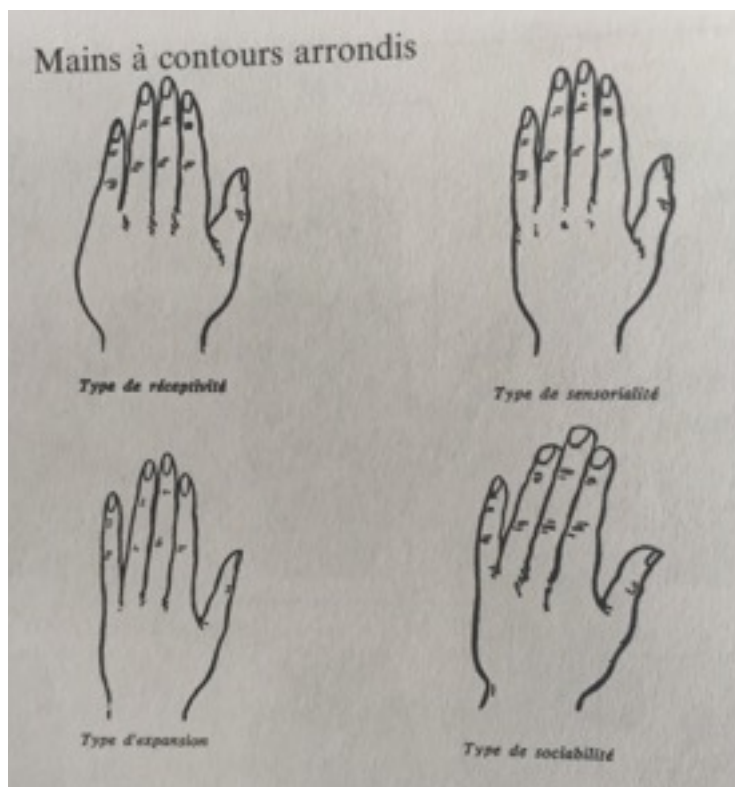 Mains à contours arrondis
Type de réceptivité
Type de sensorialité
Type d'expansion
Type de sociabilité